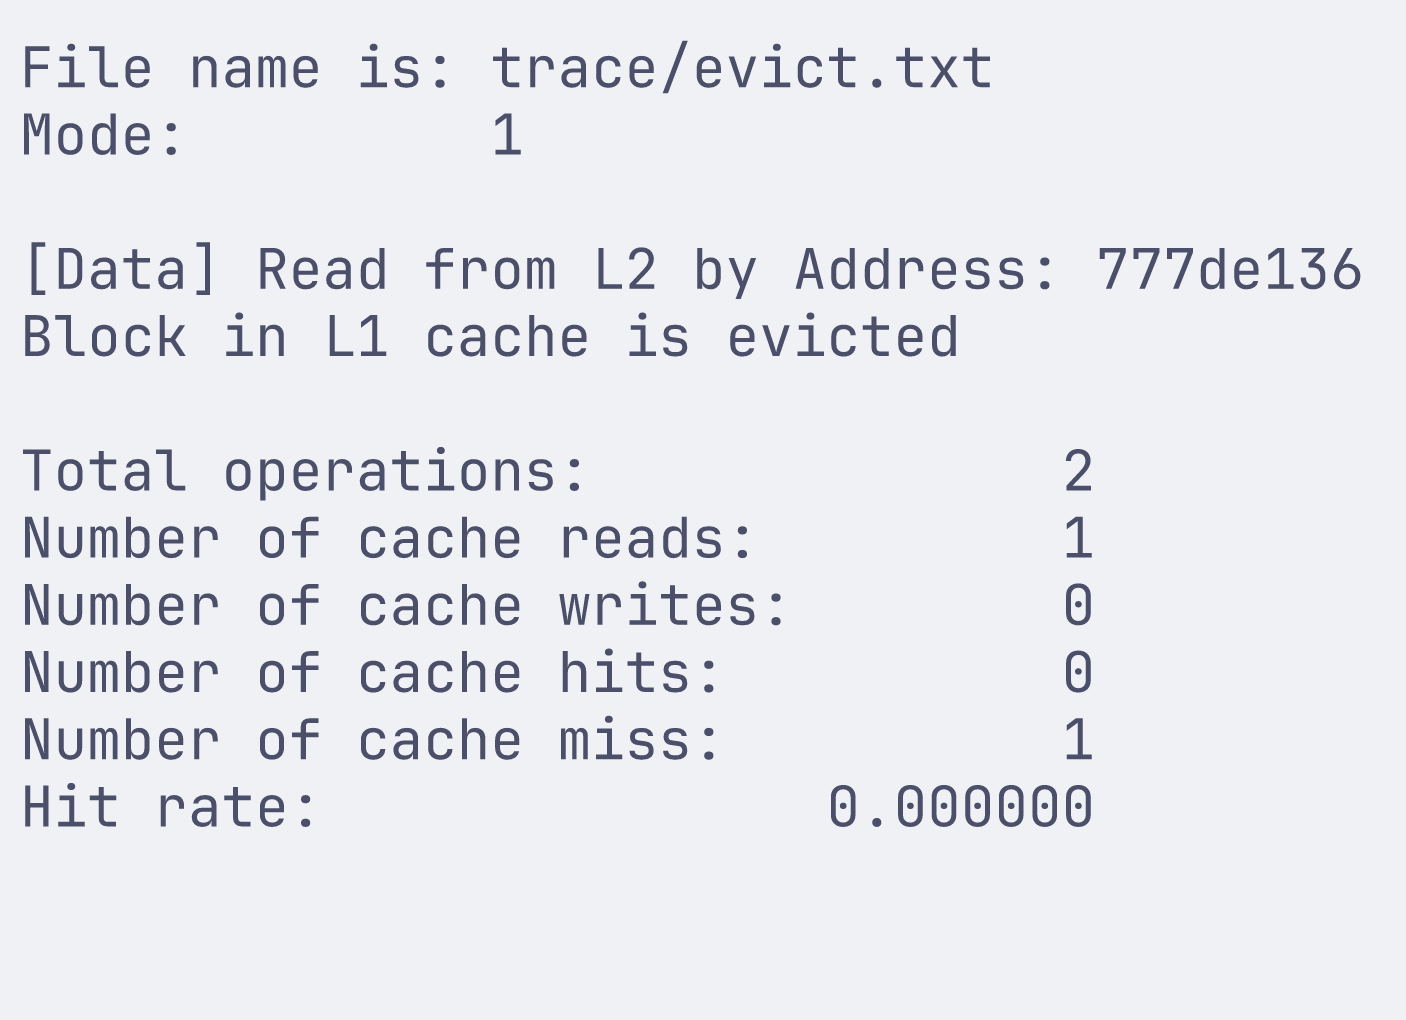 File name is: trace/evict.txt
Mode:         1
[Data] Read from L2 by Address: 777de136
Block in L1 cache is evicted
Total operations:              2
Number of cache reads:         1
Number of cache writes:        0
Number of cache hits:          0
Number of cache miss:          1
Hit rate:               0.000000